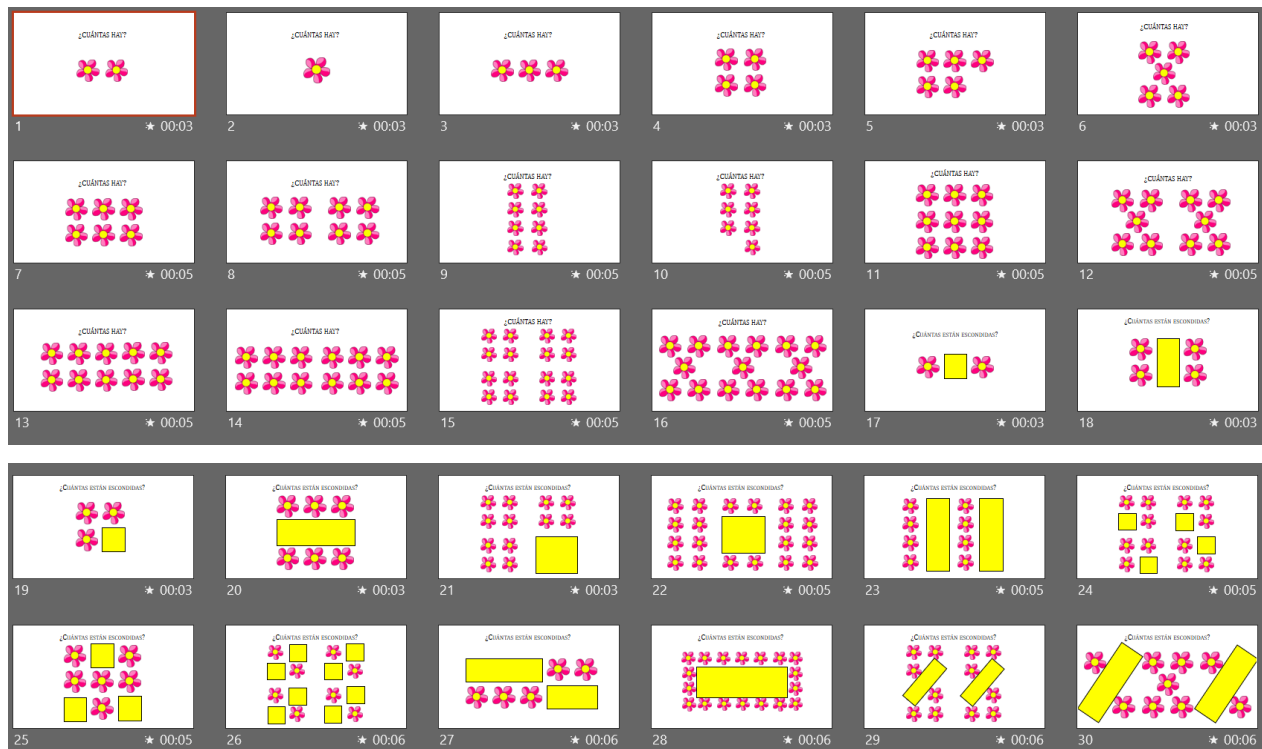 ¿CUÁNTAS HAY?
1 ★ 00:03
¿CUÁNTAS HAY?
2 ★ 00:03
¿CUÁNTAS HAY?
3 ★ 00:03
¿CUÁNTAS HAY?
4 ★ 00:03
¿CUÁNTAS HAY?
5 ★ 00:03
¿CUÁNTAS HAY?
6 ★ 00:03
¿CUÁNTAS HAY?
7 ★ 00:05
¿CUÁNTAS HAY?
8 ★ 00:05
¿CUÁNTAS HAY?
9 ★ 00:05
¿CUÁNTAS HAY?
10 ★ 00:05
¿CUÁNTAS HAY?
11 ★ 00:05
¿CUÁNTAS HAY?
12 ★ 00:05
¿CUÁNTAS HAY?
13 ★ 00:05
¿CUÁNTAS HAY?
14 ★ 00:05
¿CUÁNTAS HAY?
15 ★ 00:05
¿CUÁNTAS HAY?
16 ★ 00:05
¿CUÁNTAS ESTÁN ESCONDIDAS?
17 ★ 00:03
¿CUÁNTAS ESTÁN ESCONDIDAS?
18 ★ 00:03
¿CUÁNTAS ESTÁN ESCONDIDAS?
19 ★ 00:03
¿CUÁNTAS ESTÁN ESCONDIDAS?
20 ★ 00:03
¿CUÁNTAS ESTÁN ESCONDIDAS?
21 ★ 00:03
¿CUÁNTAS ESTÁN ESCONDIDAS?
22 ★ 00:05
¿CUÁNTAS ESTÁN ESCONDIDAS?
23 ★ 00:05
¿CUÁNTAS ESTÁN ESCONDIDAS?
24 ★ 00:05
¿CUÁNTAS ESTÁN ESCONDIDAS?
25 ★ 00:05
¿CUÁNTAS ESTÁN ESCONDIDAS?
26 ★ 00:06
¿CUÁNTAS ESTÁN ESCONDIDAS?
27 ★ 00:06
¿CUÁNTAS ESTÁN ESCONDIDAS?
28 ★ 00:06
¿CUÁNTAS ESTÁN ESCONDIDAS?
29 ★ 00:06
¿CUÁNTAS ESTÁN ESCONDIDAS?
30 ★ 00:06